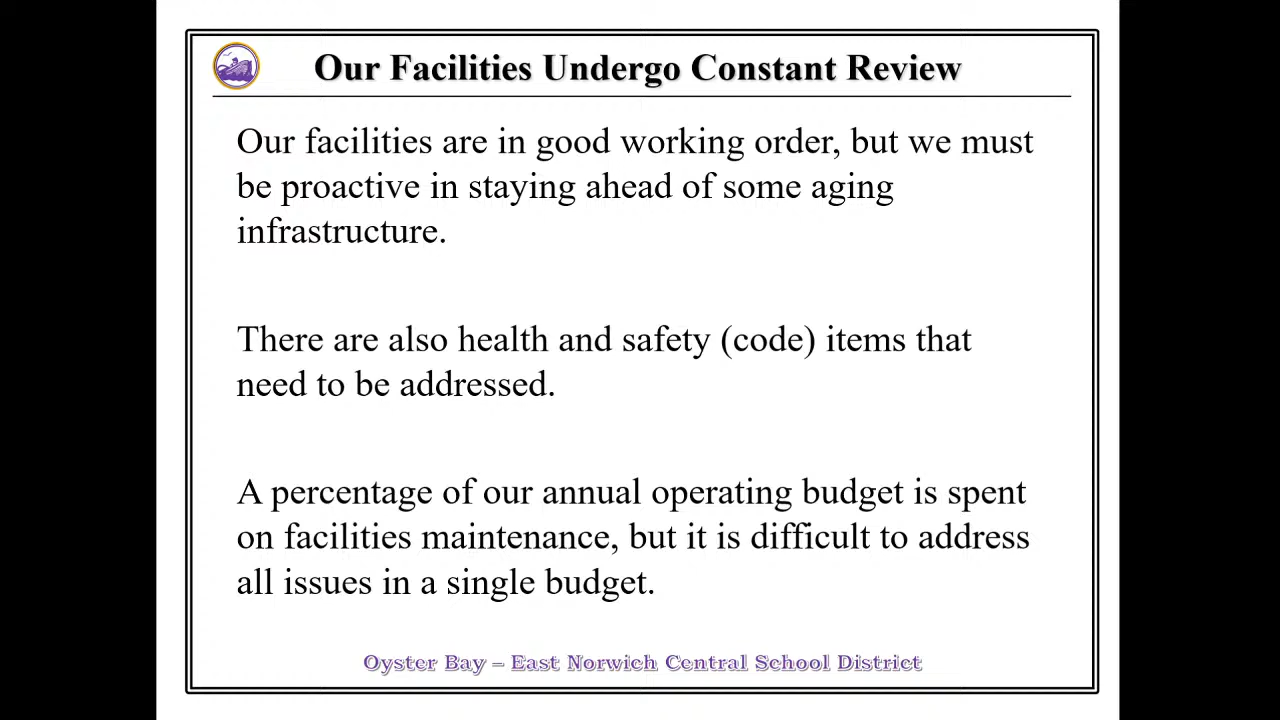 Our Facilities Undergo Constant Review
Our facilities are in good working order, but we must
be proactive in staying ahead of some aging
infrastructure.
There are also health and safety (code) items that
need to be addressed.
A percentage of our annual operating budget is spent
on facilities maintenance, but it is difficult to address
all issues in a single budget.
Oyster Bay – East Norwich Central School District